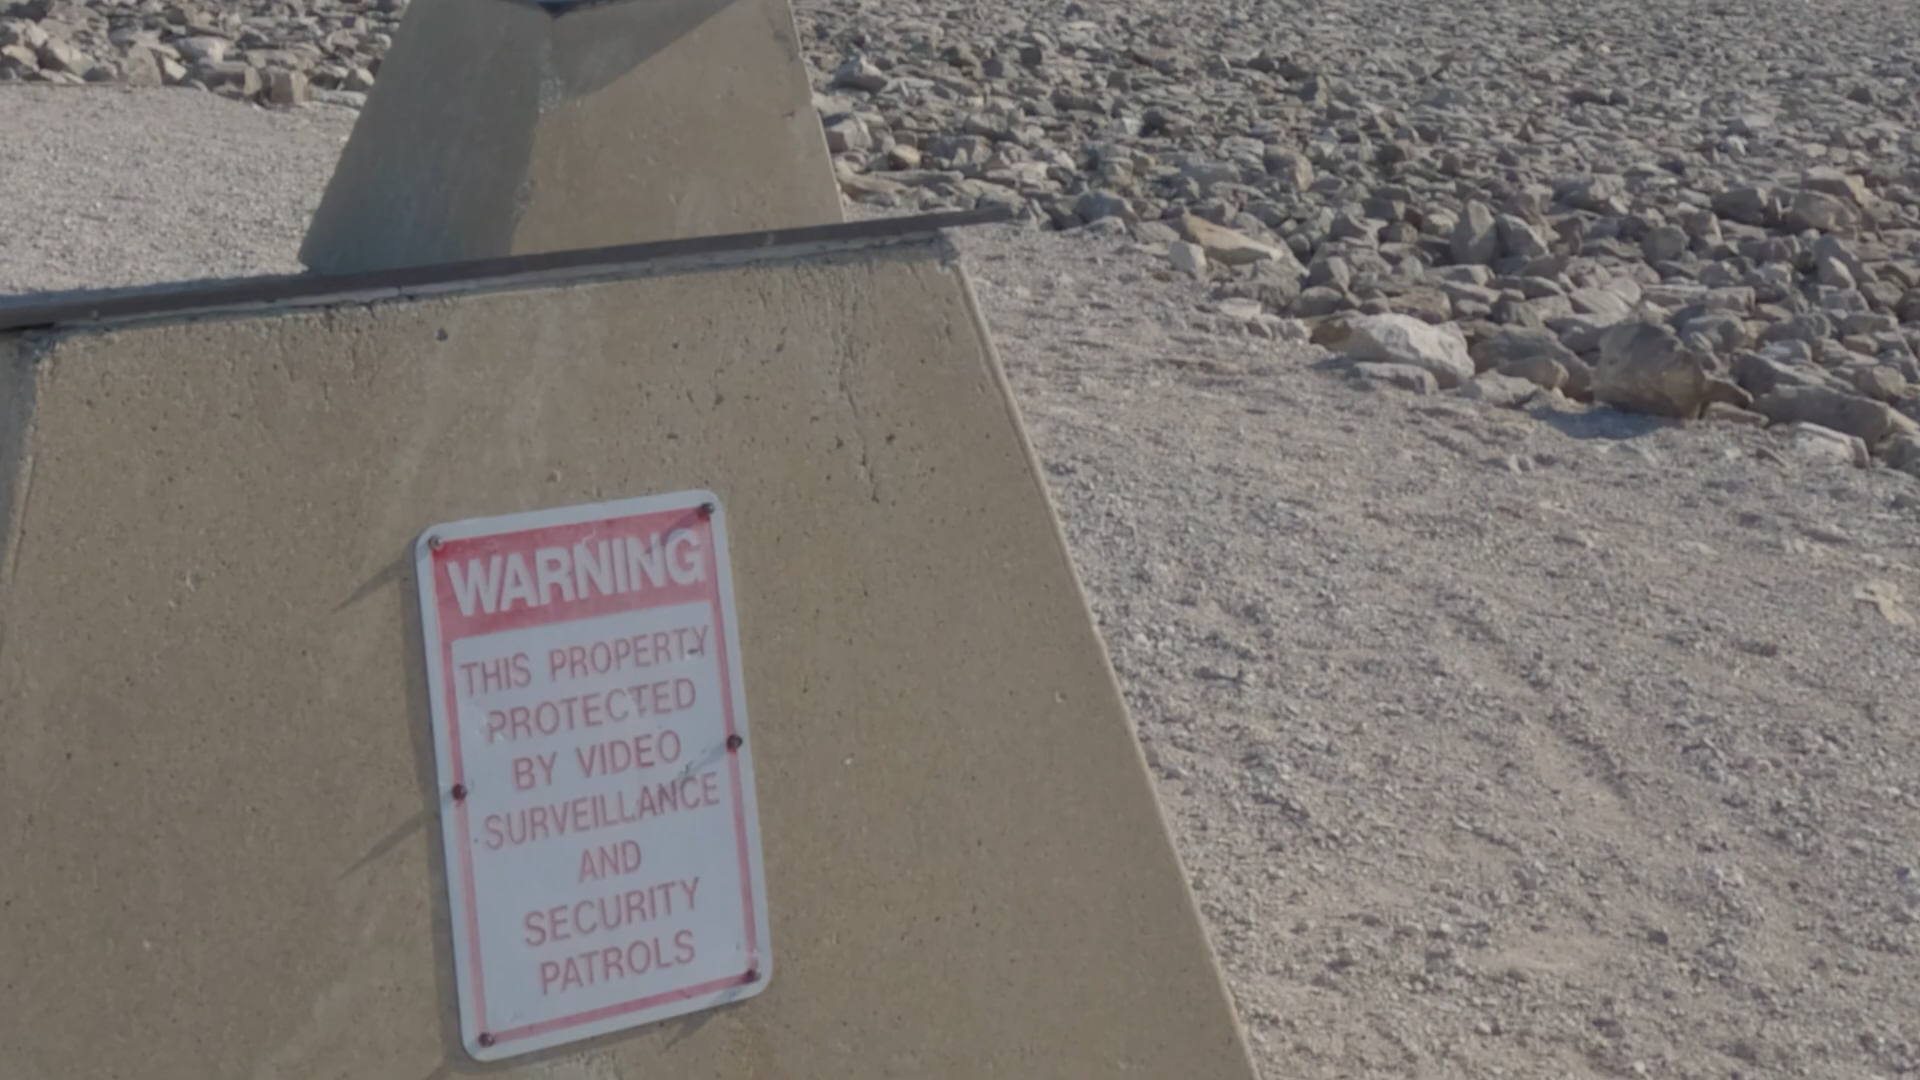 WARNING
THIS PROPERTY
PROTECTED
BY VIDEO
SURVEILLANCE
AND
SECURITY
PATROLS